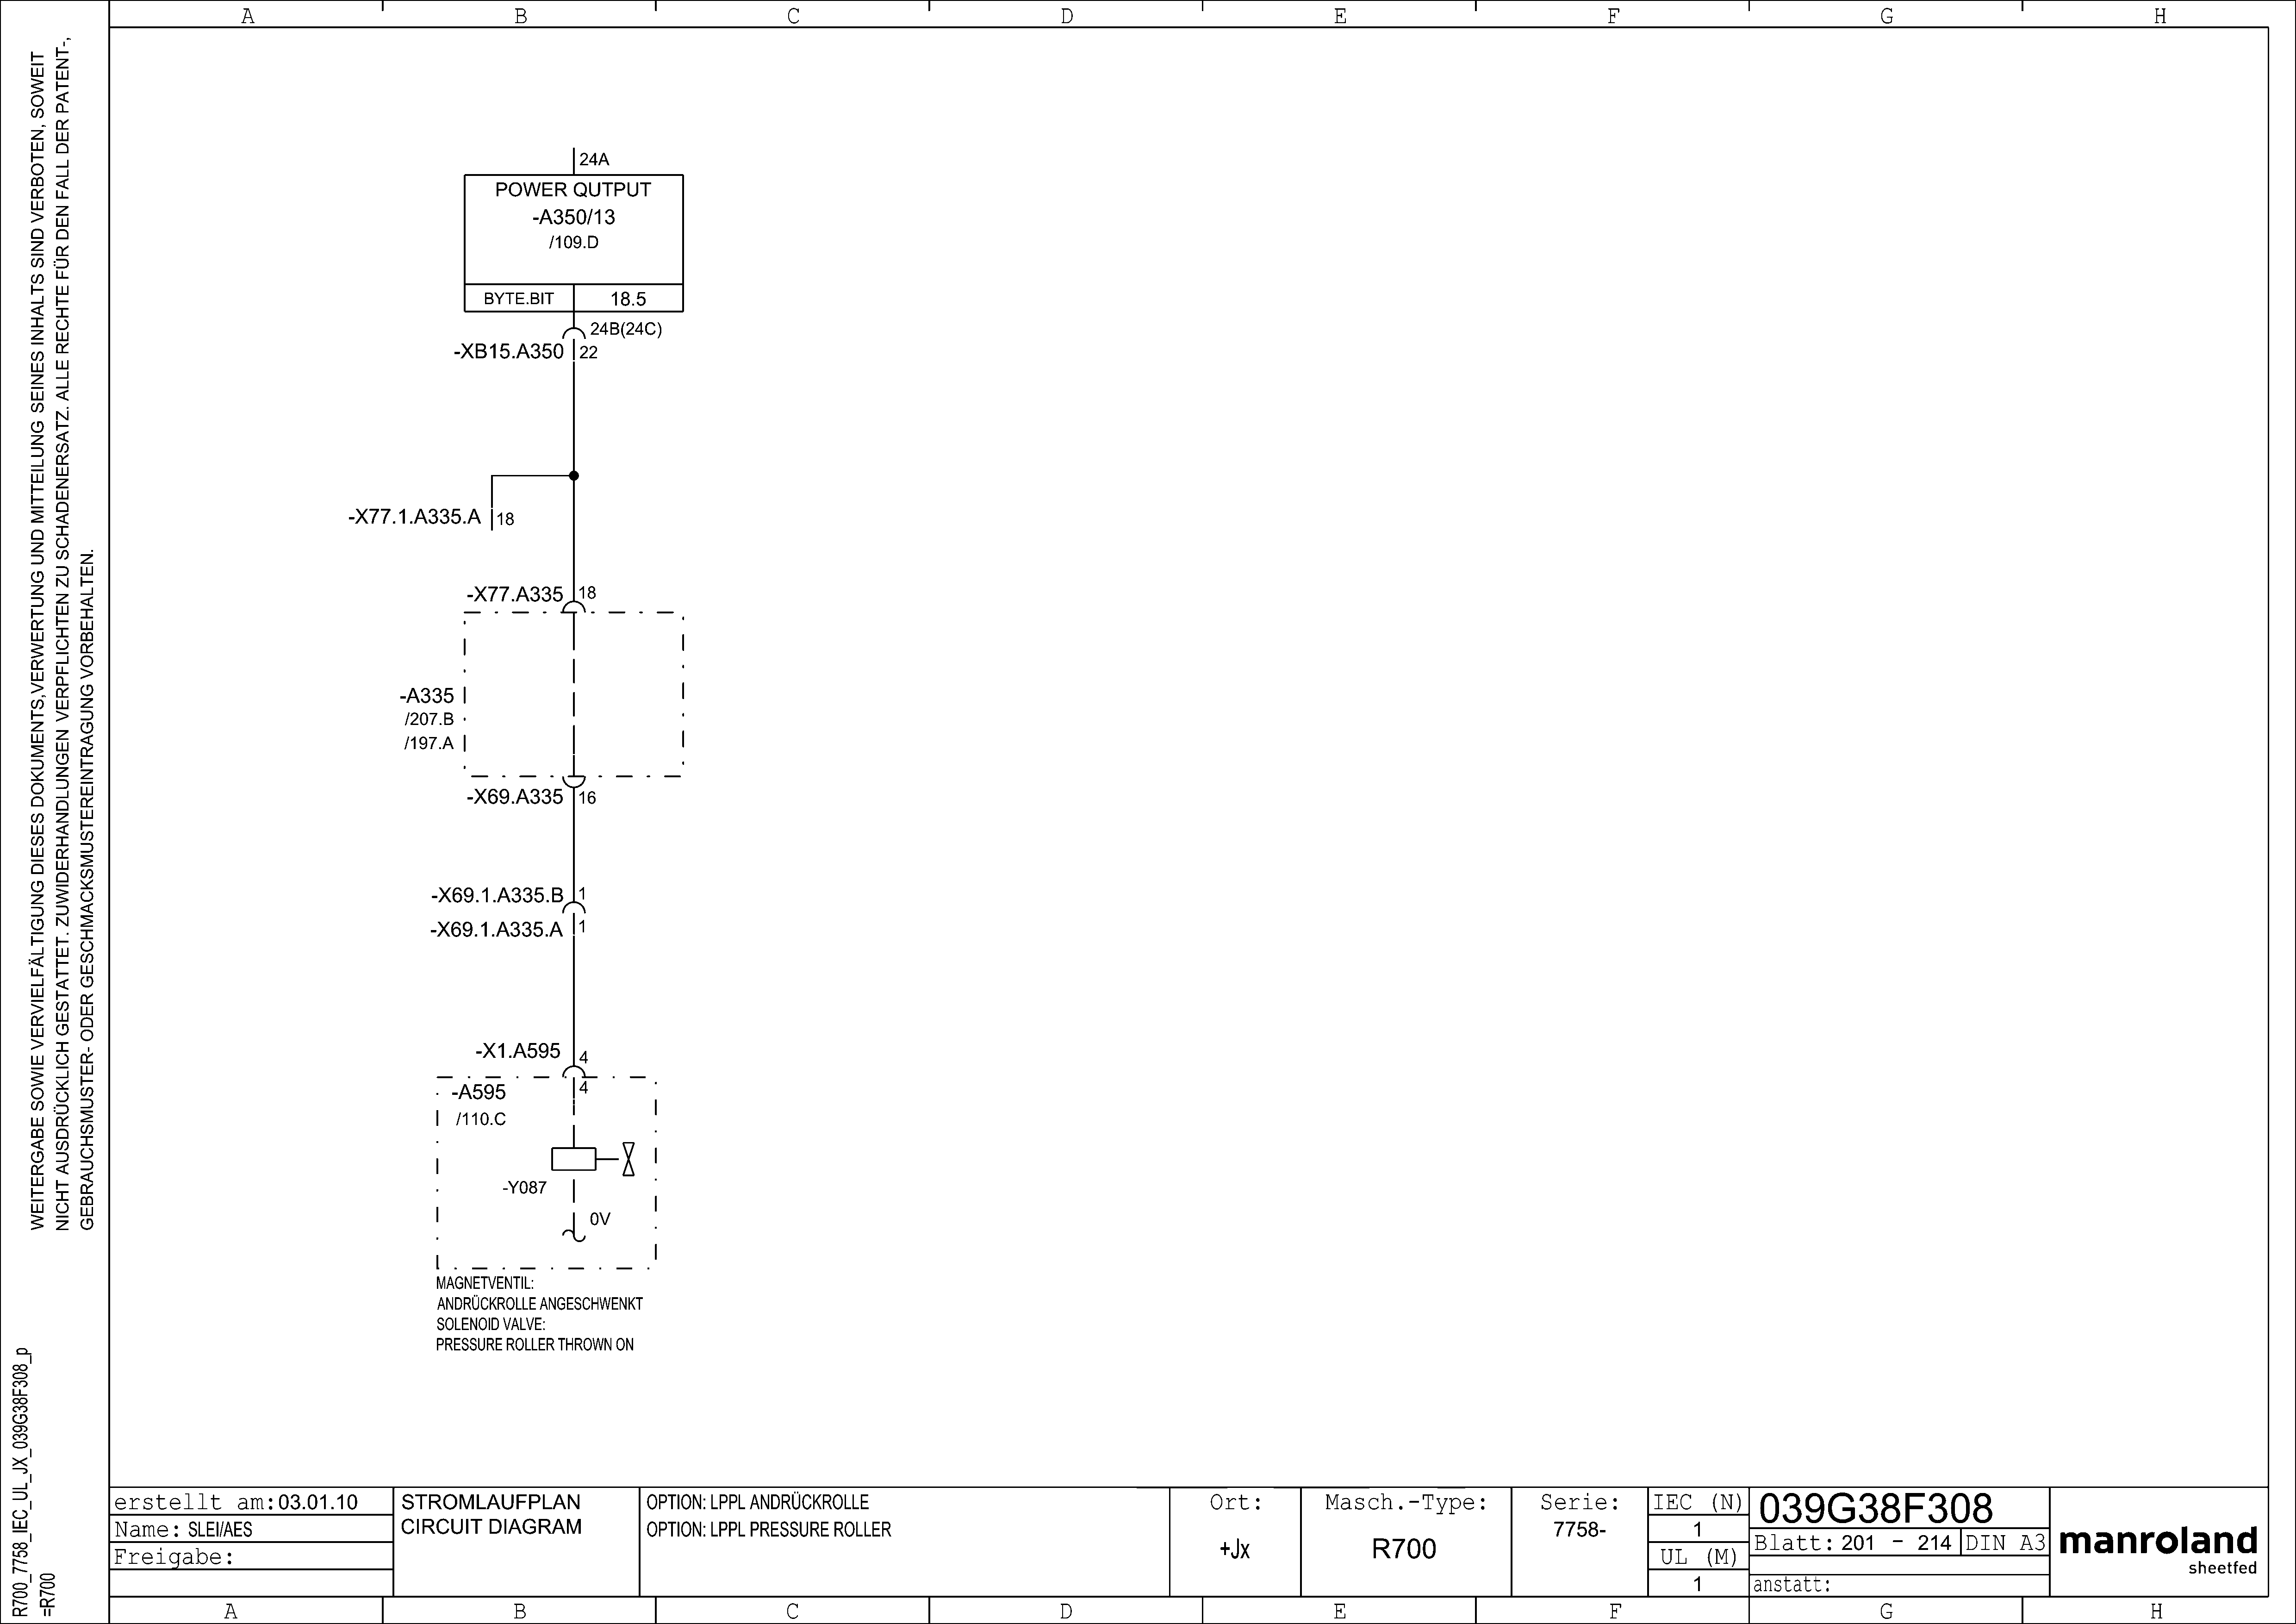 A B C D E F G H
WEITERGABE SOWIE VERVIELFÄLTIGUNG DIESES DOKUMENTS,VERWERTUNG UND MITTEILUNG SEINES INHALTS SIND VERBOTEN, SOWEIT
NICHT AUSDRÜCKLICH GESTATTET. ZUWIDERHANDLUNGEN VERPFLICHTEN ZU SCHADENERSATZ. ALLE RECHTE FÜR DEN FALL DER PATENT-,
GEBRAUCHSMUSTER- ODER GESCHMACKSMUSTEREINTRAGUNG VORBEHALTEN.
R700_7758_IEC_UL_JX_039G38F308_p
=R700
24A
POWER QUTPUT
-A350/13
/109.D
BYTE.BIT 18.5
24B(24C)
-XB15.A350 22
-X77.1.A335.A 18
-X77.A335 18
-A335
/207.B
/197.A
-X69.A335 16
-X69.1.A335.B 1
-X69.1.A335.A 1
-X1.A595 4
-A595 4
/110.C
-Y087
0V
MAGNETVENTIL:
ANDRÜCKROLLE ANGESCHWENKT
SOLENOID VALVE:
PRESSURE ROLLER THROWN ON
erstellt am: 03.01.10
Name: SLEI/AES
Freigabe:
STROMLAUFPLAN
CIRCUIT DIAGRAM
OPTION: LPPL ANDRÜCKROLLE
OPTION: LPPL PRESSURE ROLLER
Ort:
+Jx
Masch.-Type:
R700
Serie:
7758-
IEC (N)
1
UL (M)
1
039G38F308
Blatt: 201 - 214 DIN A3
anstatt:
manroland
sheetfed
A B C D E F G H